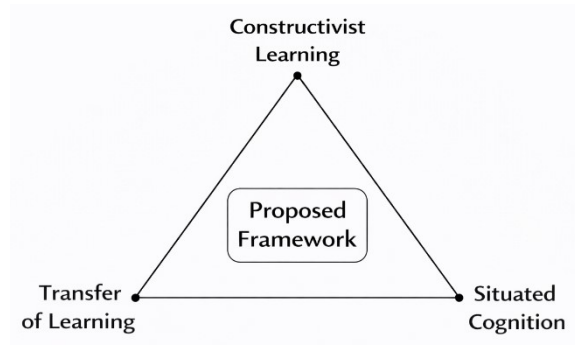 Constructivist
Learning
Proposed
Framework
Transfer
of Learning
Situated
Cognition